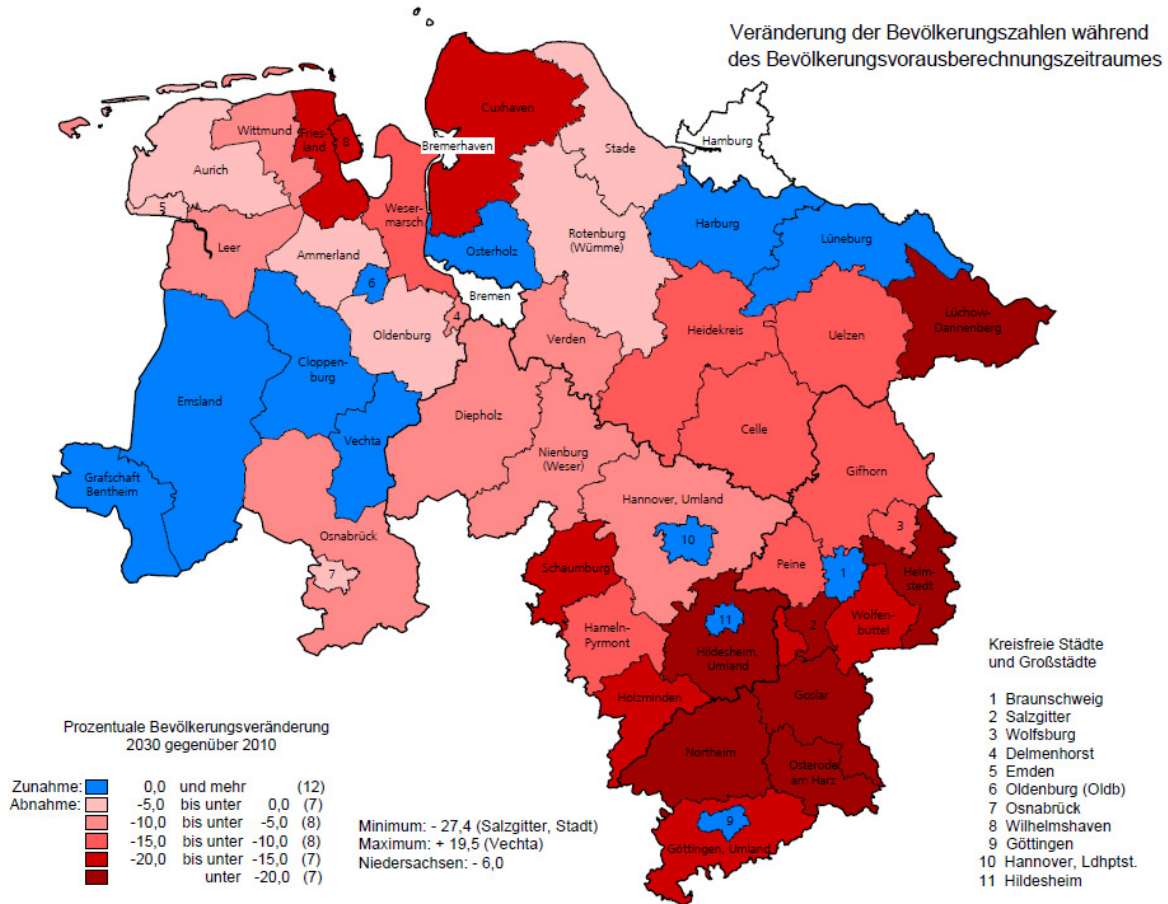 Veränderung der Bevölkerungszahlen während
des Bevölkerungsvorausberechnungszeitraumes
Cuxhaven
Wittmund
Fries-
land
8
Bremerhaven
Stade
Hamburg
Aurich
5
Weser-
marsch
Harburg
Lüneburg
Leer
Ammerland
Osterholz
Rotenburg
(Wümme)
6
Bremen
4
Lüchow-
Dannenberg
Oldenburg
Verden
Heidekreis
Uelzen
Cloppen-
burg
Emsland
Diepholz
Celle
Vechta
Nienburg
(Weser)
Gifhorn
Grafschaft
Bentheim
Hannover, Umland
3
Osnabrück
10
Schaumburg
Peine
1
Helm-
stedt
7
Wolfen-
büttel
11
2
Hameln-
Pyrmont
Hildesheim,
Umland
Holzminden
Goslar
Northeim
Osterode
am Harz
9
Göttingen, Umland
Kreisfreie Städte
und Großstädte
1 Braunschweig
2 Salzgitter
3 Wolfsburg
4 Delmenhorst
5 Emden
6 Oldenburg (Oldb)
7 Osnabrück
8 Wilhelmshaven
9 Göttingen
10 Hannover, Ldhptst.
11 Hildesheim
Prozentuale Bevölkerungsveränderung
2030 gegenüber 2010
Zunahme: 0,0 und mehr (12)
Abnahme: -5,0 bis unter 0,0 (7)
-10,0 bis unter -5,0 (8)
-15,0 bis unter -10,0 (8)
-20,0 bis unter -15,0 (7)
unter -20,0 (7)
Minimum: - 27,4 (Salzgitter, Stadt)
Maximum: + 19,5 (Vechta)
Niedersachsen: - 6,0